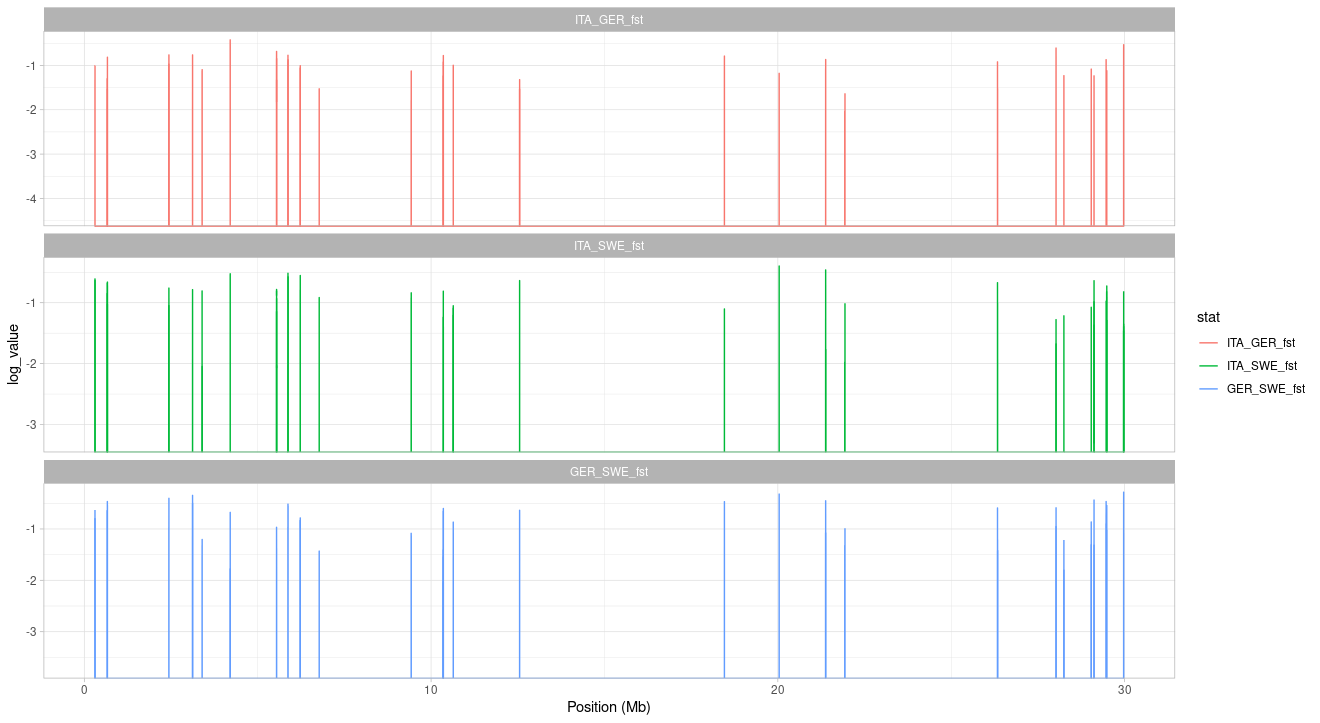 ITA_GER_fst
-1
-2
-3
-4
ITA_SWE_fst
-1
-2
-3
GER_SWE_fst
-1
-2
-3
0 10 20 30
Position (Mb)
log_value
stat
ITA_GER_fst
ITA_SWE_fst
GER_SWE_fst